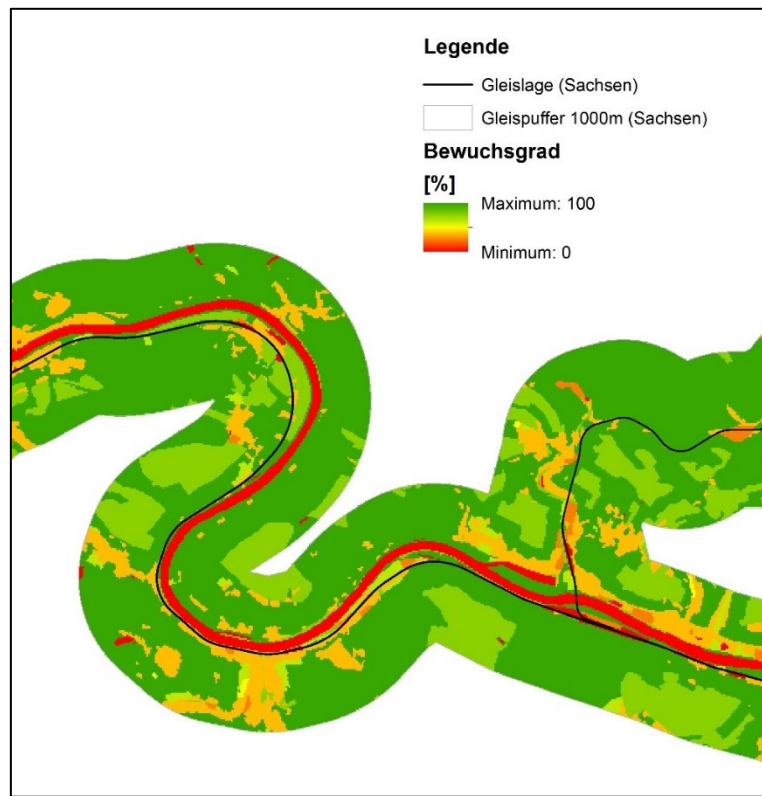 Legende
Gleislage (Sachsen)
Gleispuffer 1000m (Sachsen)
Bewuchsgrad
[%]
Maximum: 100
Minimum: 0